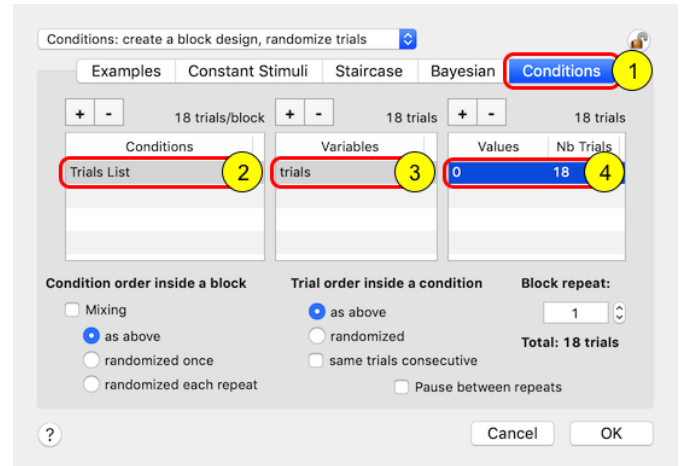 Conditions: create a block design, randomize trials
Examples Constant Stimuli Staircase Bayesian Conditions 1
+ - 18 trials/block + - 18 trials + - 18 trials
Conditions Variables Values Nb Trials
Trials List 2 trials 3 0 18 4
Condition order inside a block Trial order inside a condition Block repeat:
Mixing as above 1
as above randomized Total: 18 trials
randomized once same trials consecutive
randomized each repeat Pause between repeats
? Cancel OK